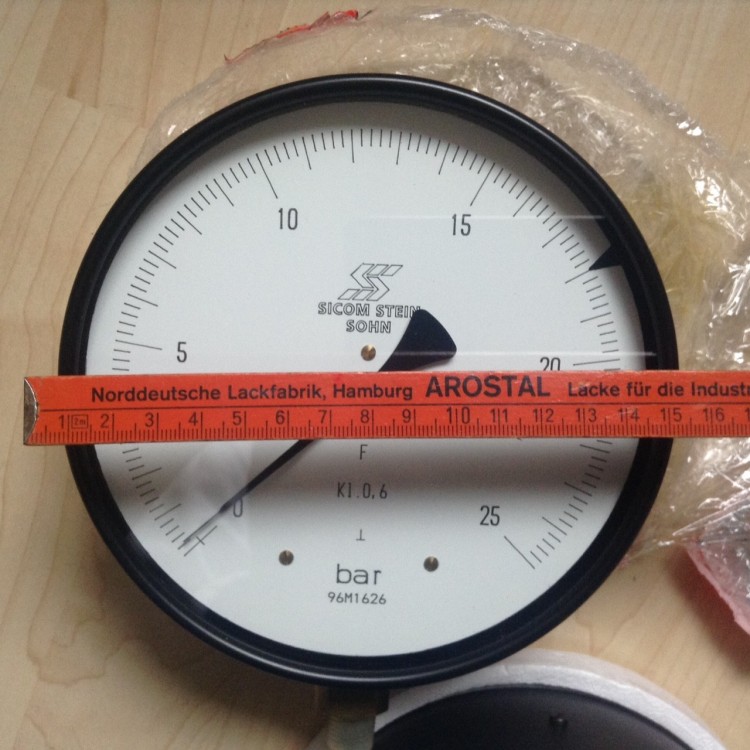 10 15
SICOM STEIN
SOHN
5 20
Norddeutsche Lackfabrik, Hamburg AROSTAL Lacke für die Industr
1 2 3 4 5 6 7 8 9 10 11 12 13 14 15 16
F
Kl.0,6
0 25
bar
96M1626